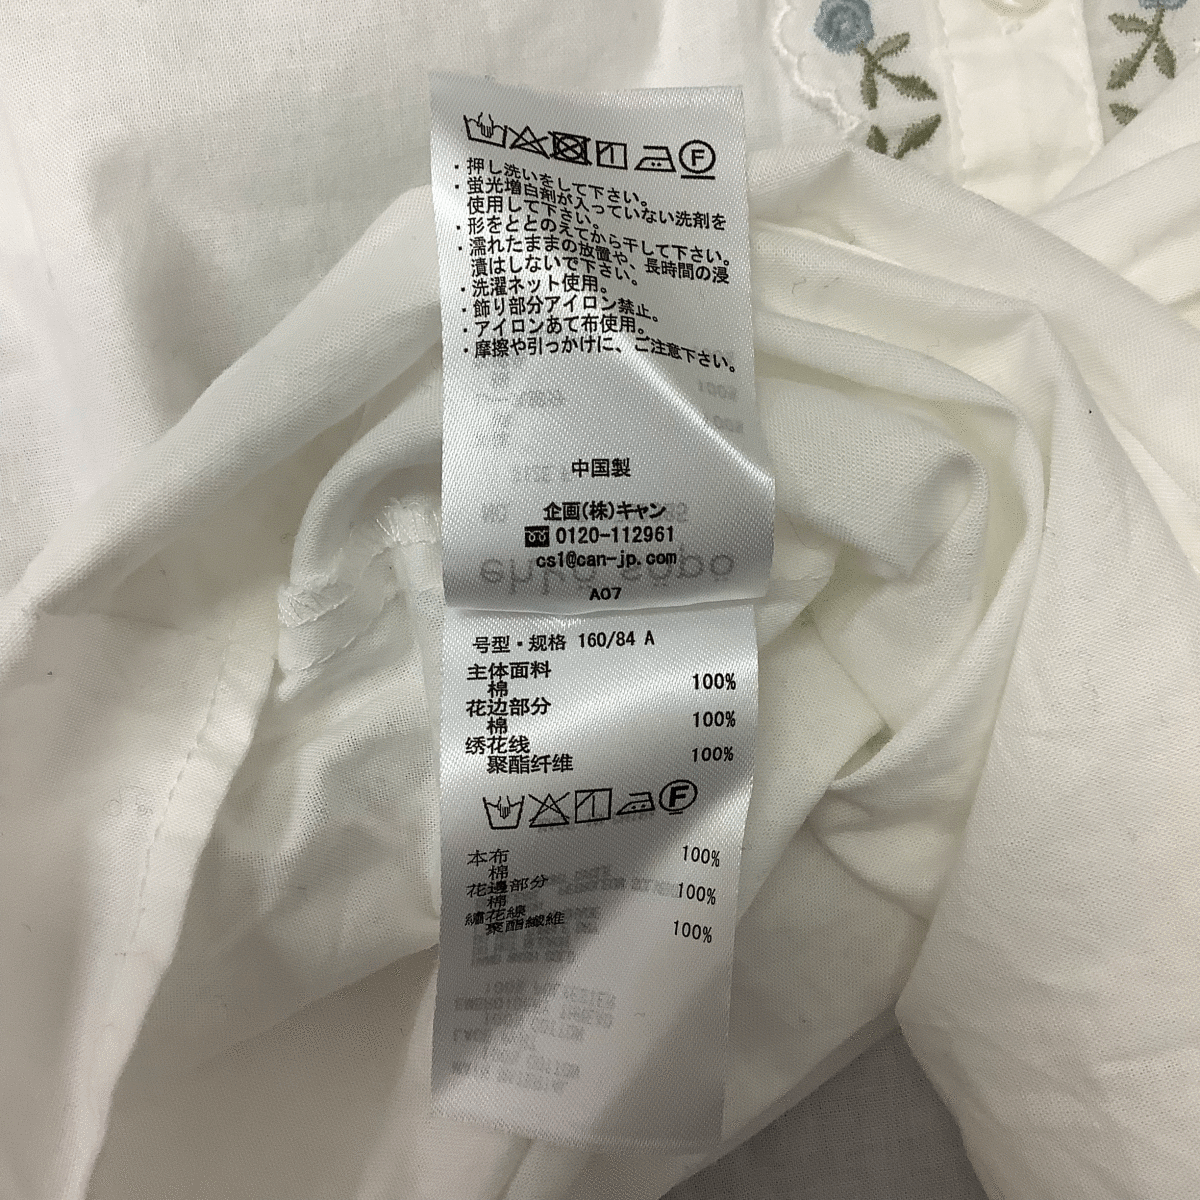 ・押し洗いをして下さい。
・蛍光増白剤が入っていない洗剤を
使用して下さい。
・形をととのえてから干して下さい。
・濡れたままの放置や、長時間の浸
漬はしないで下さい。
・洗濯ネット使用。
・飾り部分アイロン禁止。
・アイロンあて布使用。
・摩擦や引っかけに、ご注意下さい。
中国製
企画(株)キャン
0120-112961
cs1@can-jp.com
A07
号型・规格 160/84 A
主体面料
棉 100%
花边部分
棉 100%
绣花线
聚酯纤维 100%
F
本布
棉 100%
花邊部分
棉 100%
繡花線
聚酯纖維 100%